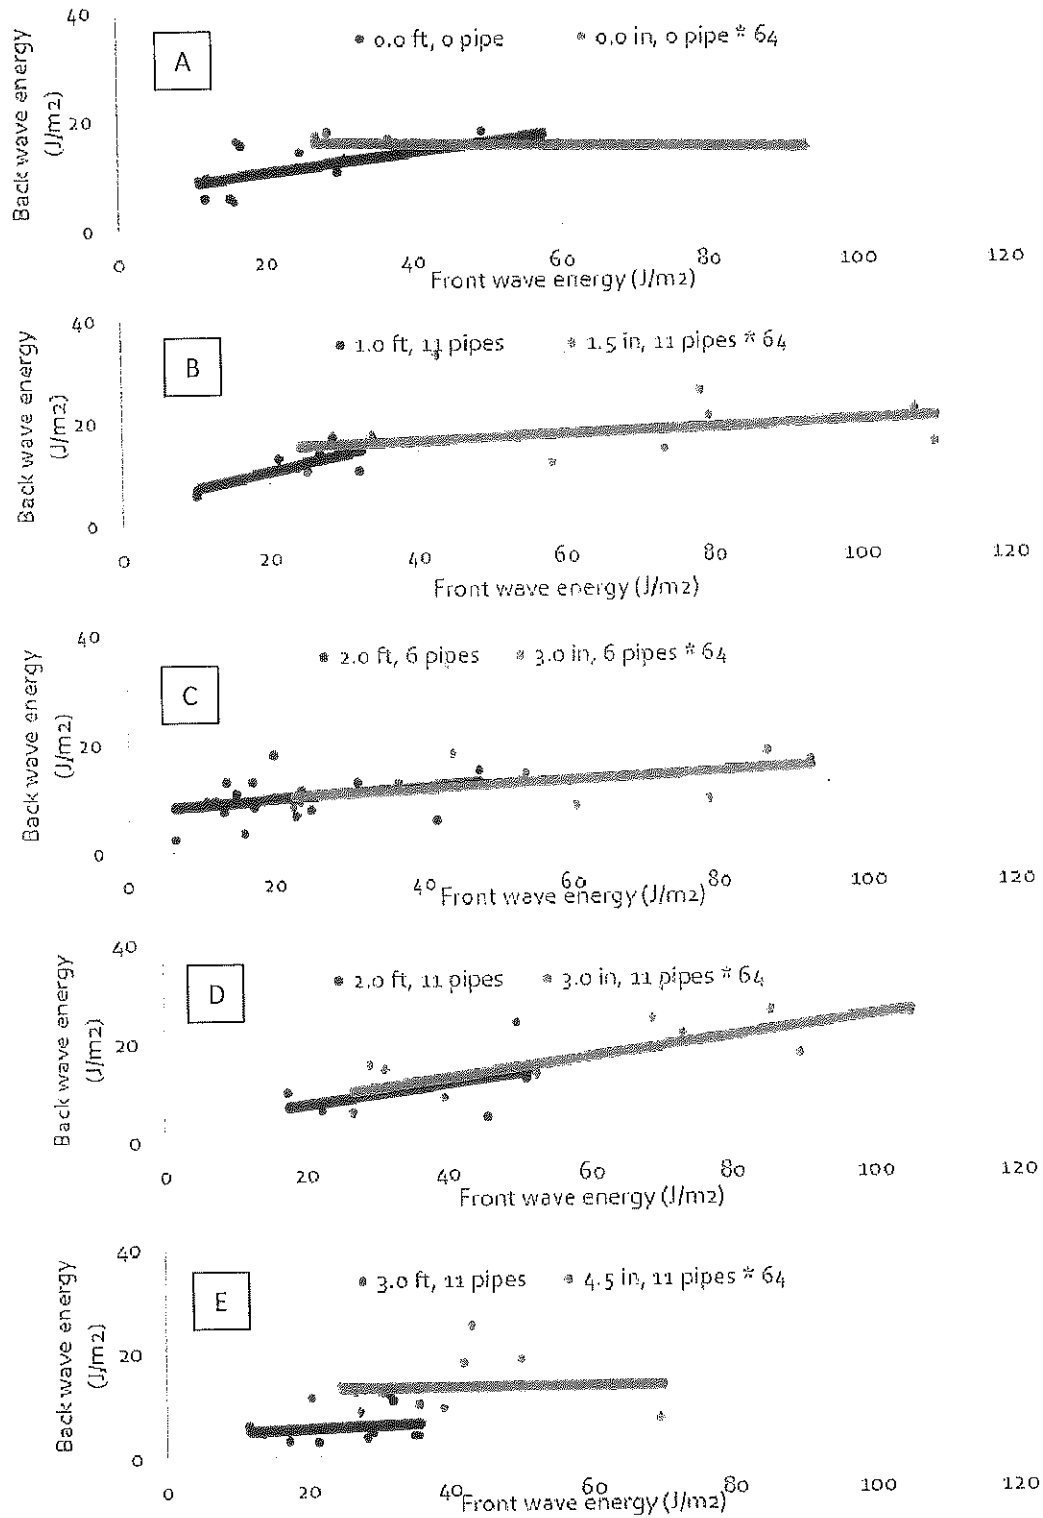 40
A
0.0 ft, 0 pipe
0.0 in, 0 pipe * 64
Back wave energy
(J/m2)
20
0
0 20 40 60 80 100 120
Front wave energy (J/m2)
40
B
1.0 ft, 11 pipes
1.5 in, 11 pipes * 64
Back wave energy
(J/m2)
20
0
0 20 40 60 80 100 120
Front wave energy (J/m2)
40
C
2.0 ft, 6 pipes
3.0 in, 6 pipes * 64
Back wave energy
(J/m2)
20
0
0 20 40 60 80 100 120
Front wave energy (J/m2)
40
D
2.0 ft, 11 pipes
3.0 in, 11 pipes * 64
Back wave energy
(J/m2)
20
0
0 20 40 60 80 100 120
Front wave energy (J/m2)
40
E
3.0 ft, 11 pipes
4.5 in, 11 pipes * 64
Back wave energy
(J/m2)
20
0
0 20 40 60 80 100 120
Front wave energy (J/m2)